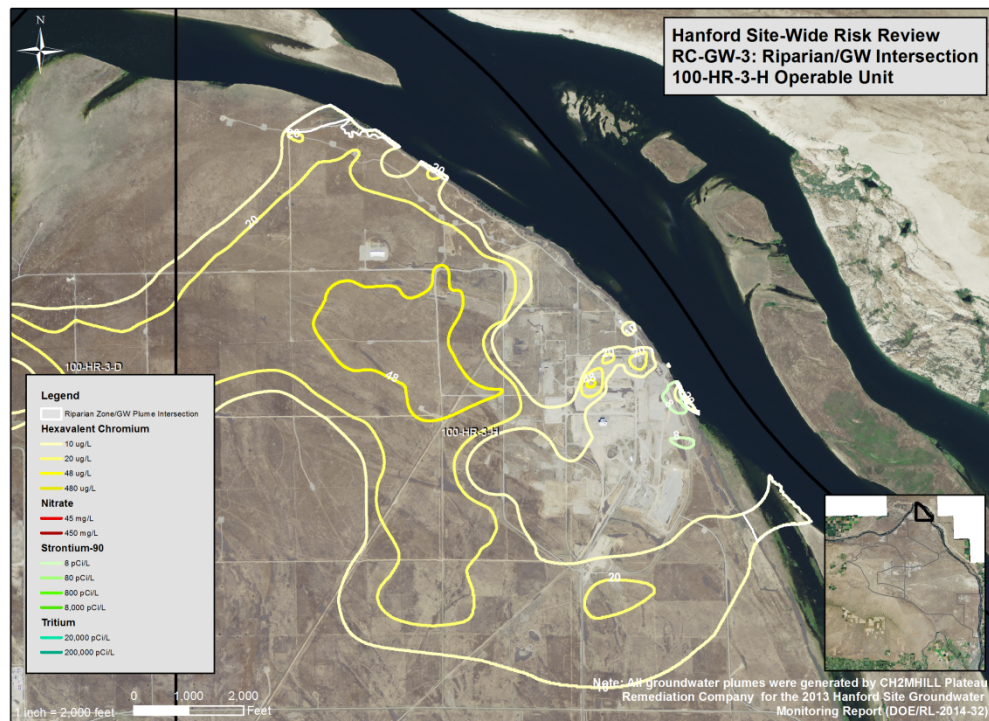 N
Hanford Site-Wide Risk Review
RC-GW-3: Riparian/GW Intersection
100-HR-3-H Operable Unit
20
20
48
100-HR-3-D
100-HR-3-H
20
8
20
10
Legend
Riparian Zone/GW Plume Intersection
Hexavalent Chromium
10 ug/L
20 ug/L
48 ug/L
480 ug/L
Nitrate
45 mg/L
450 mg/L
Strontium-90
8 pCi/L
80 pCi/L
800 pCi/L
8,000 pCi/L
Tritium
20,000 pCi/L
200,000 pCi/L
0 1,000 2,000
Feet
1 inch = 2,000 feet
Note: All groundwater plumes were generated by CH2MHILL Plateau
Remediation Company for the 2013 Hanford Site Groundwater
Monitoring Report (DOE/RL-2014-32)